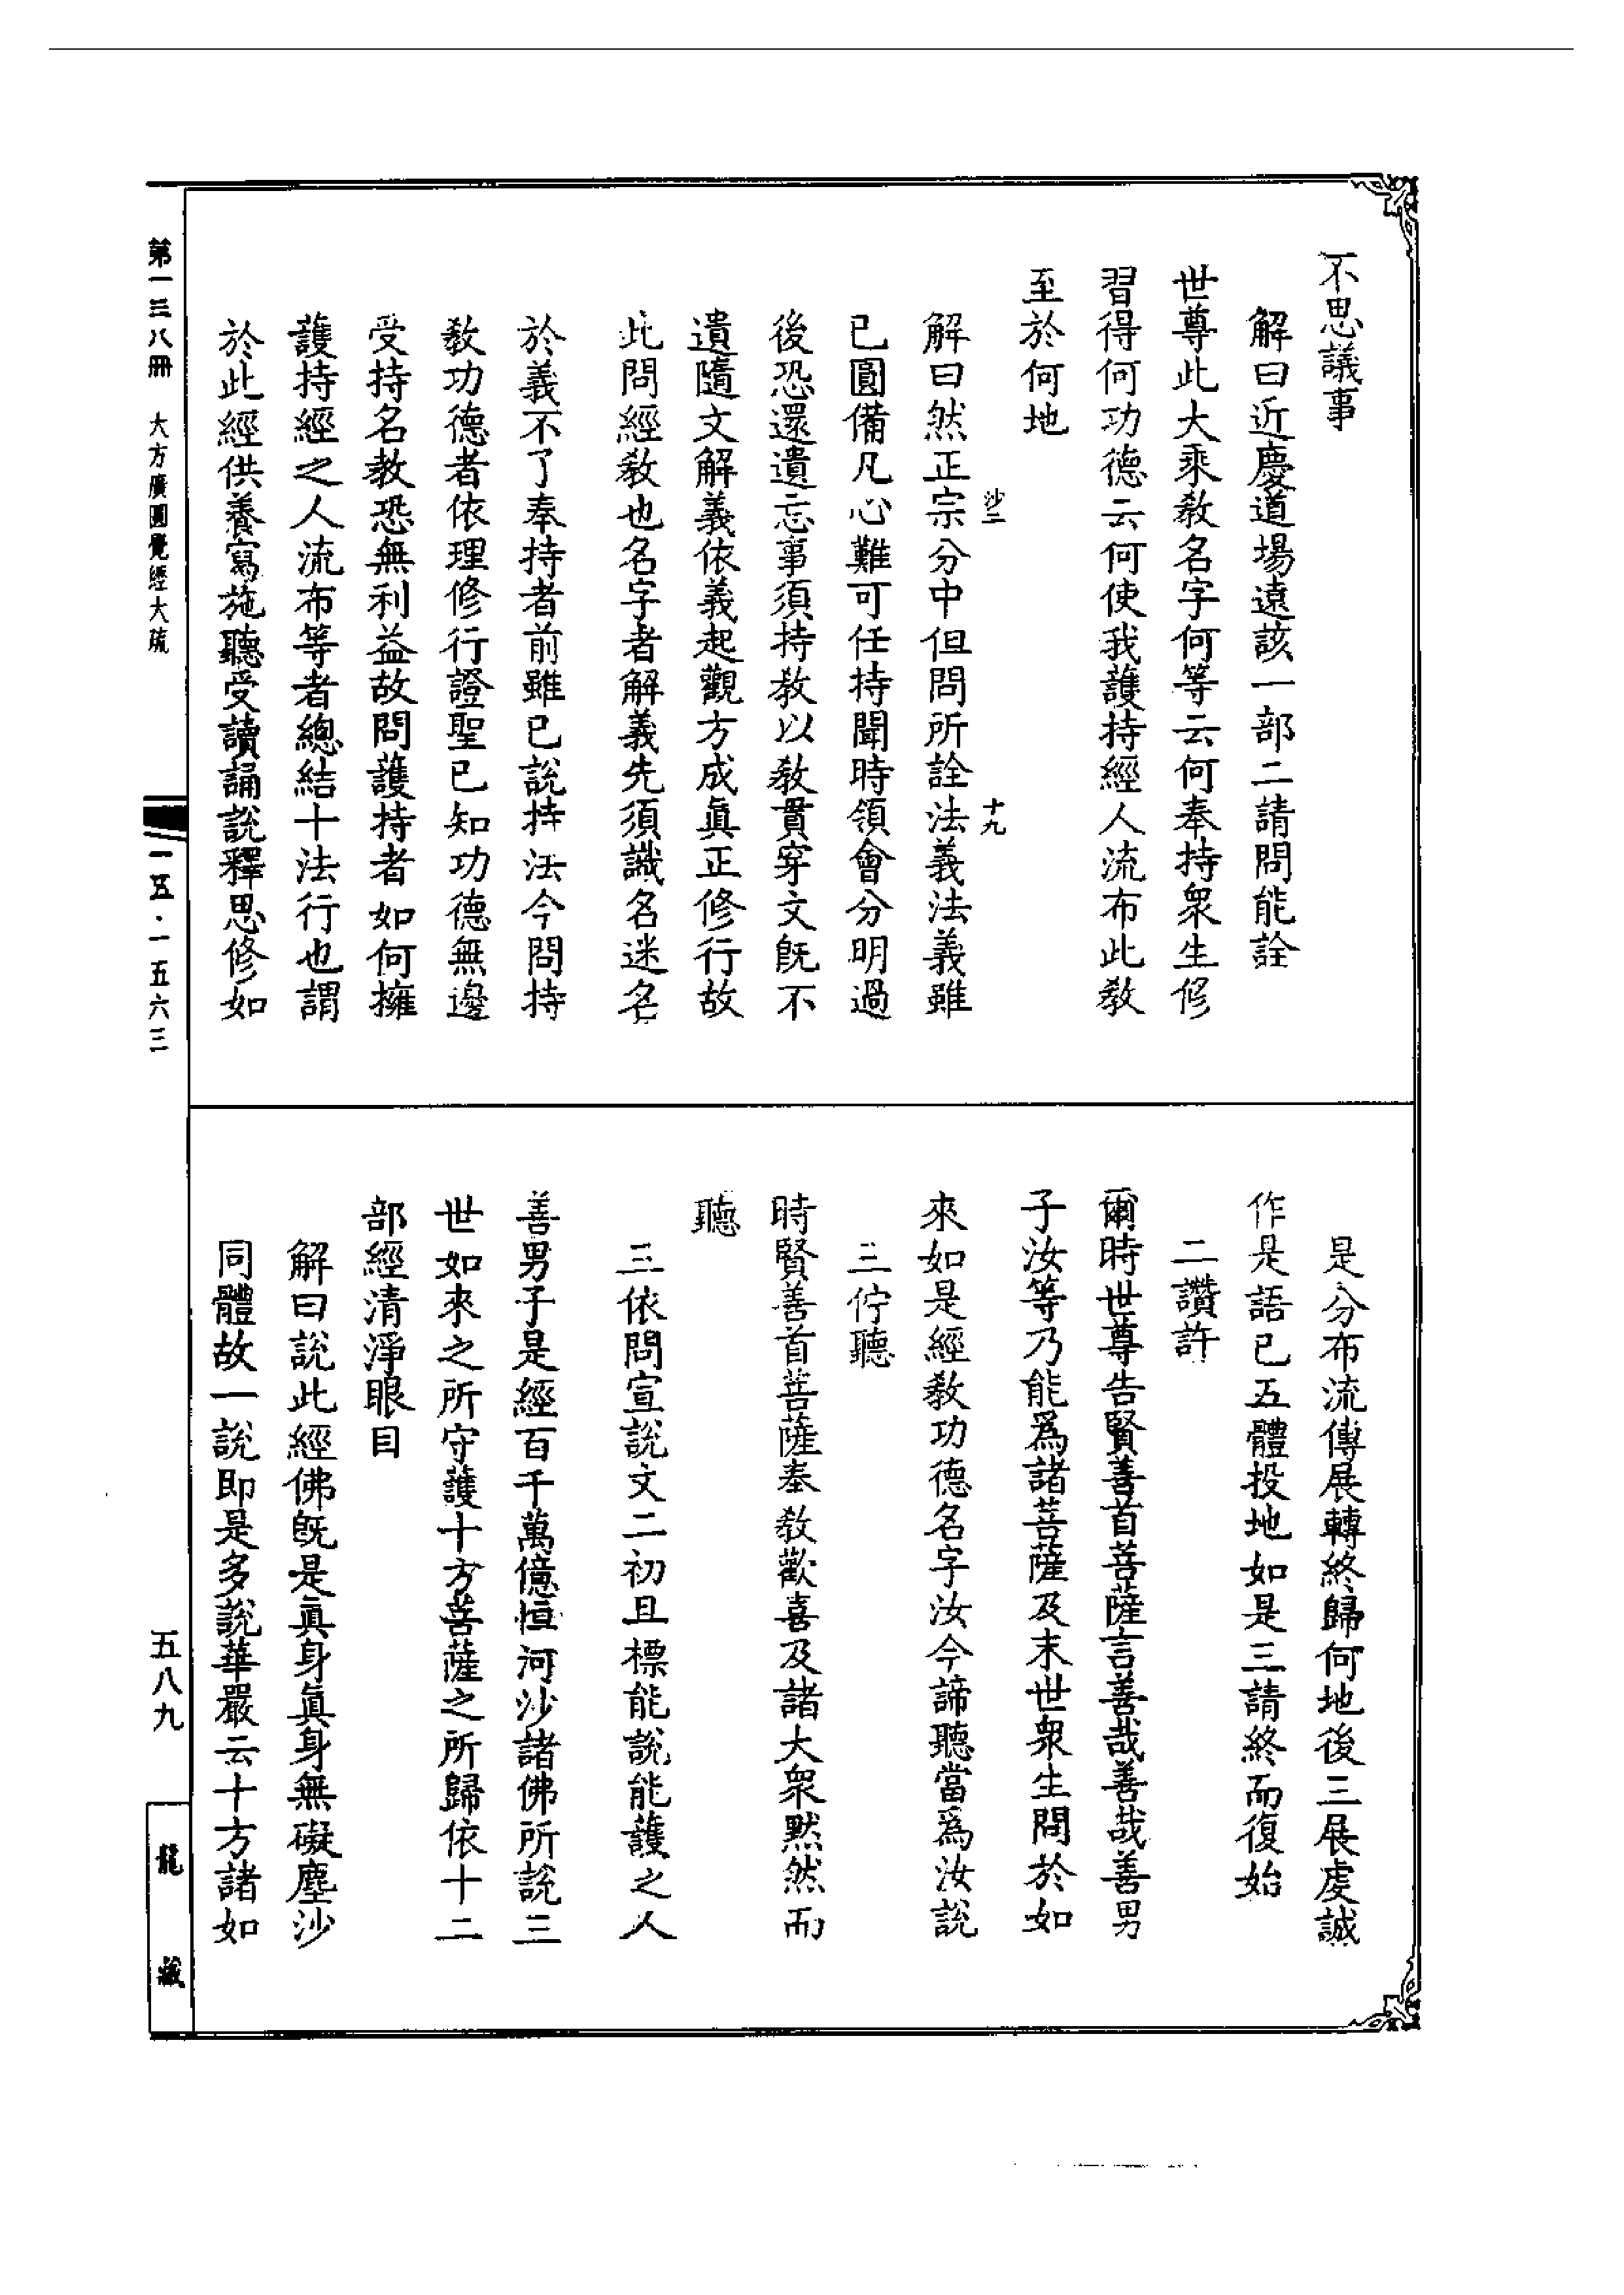 不思議事
解曰近慶道場遠該一部二請問能詮
世尊此大乘敎名字何等云何奉持衆生修
習得何功德云何使我護持經人流布此敎
至於何地
沙二
十九
解曰然正宗分中但問所詮法義法義雖
已圓備凡心難可任持聞時領會分明過
後恐還遺忘事須持敎以敎貫穿文旣不
遺隨文解義依義起觀方成眞正修行故
此問經敎也名字者解義先須識名迷名
於義不了奉持者前雖已說持法今問持
敎功德者依理修行證聖已知功德無邊
受持名敎恐無利益故問護持者如何擁
護持經之人流布等者總結十法行也謂
於此經供養寫施聽受讀誦說釋思修如
是分布流傳展轉終歸何地後三展虔誠
作是語已五體投地如是三請終而復始
二讚許
爾時世尊告賢善首菩薩言善哉善哉善男
子汝等乃能爲諸菩薩及末世衆生問於如
來如是經敎功德名字汝今諦聽當爲汝說
三佇聽
時賢善首菩薩奉敎歡喜及諸大衆默然而
聽
三依問宣說文二初且標能說能護之人
善男子是經百千萬億恒河沙諸佛所說三
世如來之所守護十方菩薩之所歸依十二
部經清淨眼目
解曰說此經佛旣是眞身眞身無礙塵沙
同體故一說即是多說華嚴云十方諸如
第一三八冊　大方廣圓覺經大疏
一五·一五六三
五八九
龍藏